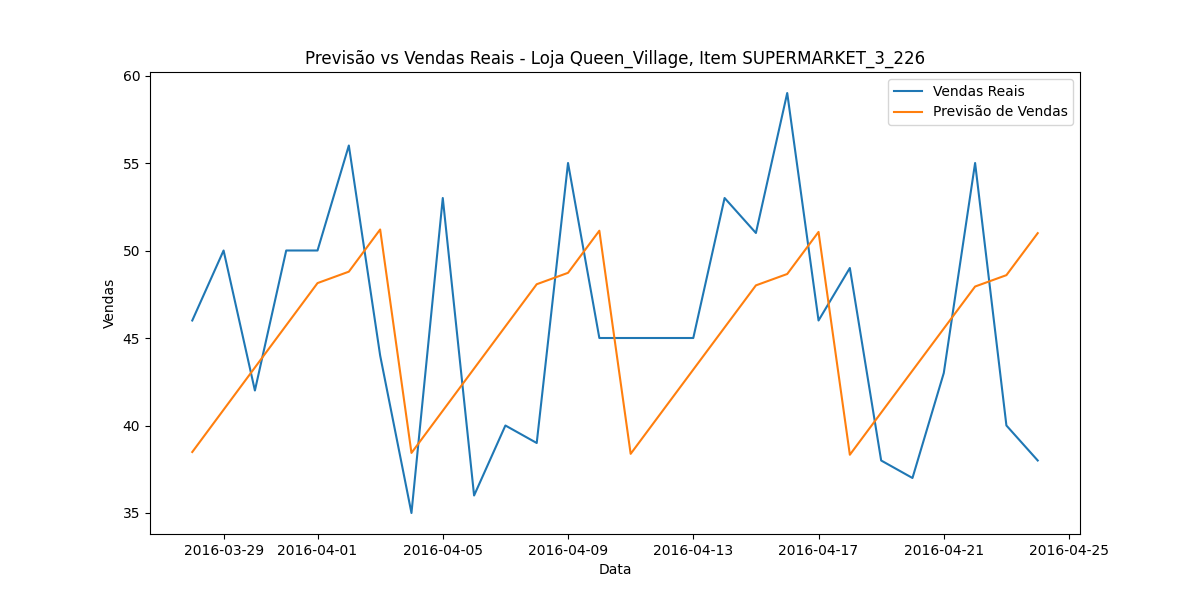 Previsão vs Vendas Reais - Loja Queen_Village, Item SUPERMARKET_3_226
Vendas Reais
Previsão de Vendas
Vendas
60
55
50
45
40
35
2016-03-29 2016-04-01 2016-04-05 2016-04-09 2016-04-13 2016-04-17 2016-04-21 2016-04-25
Data